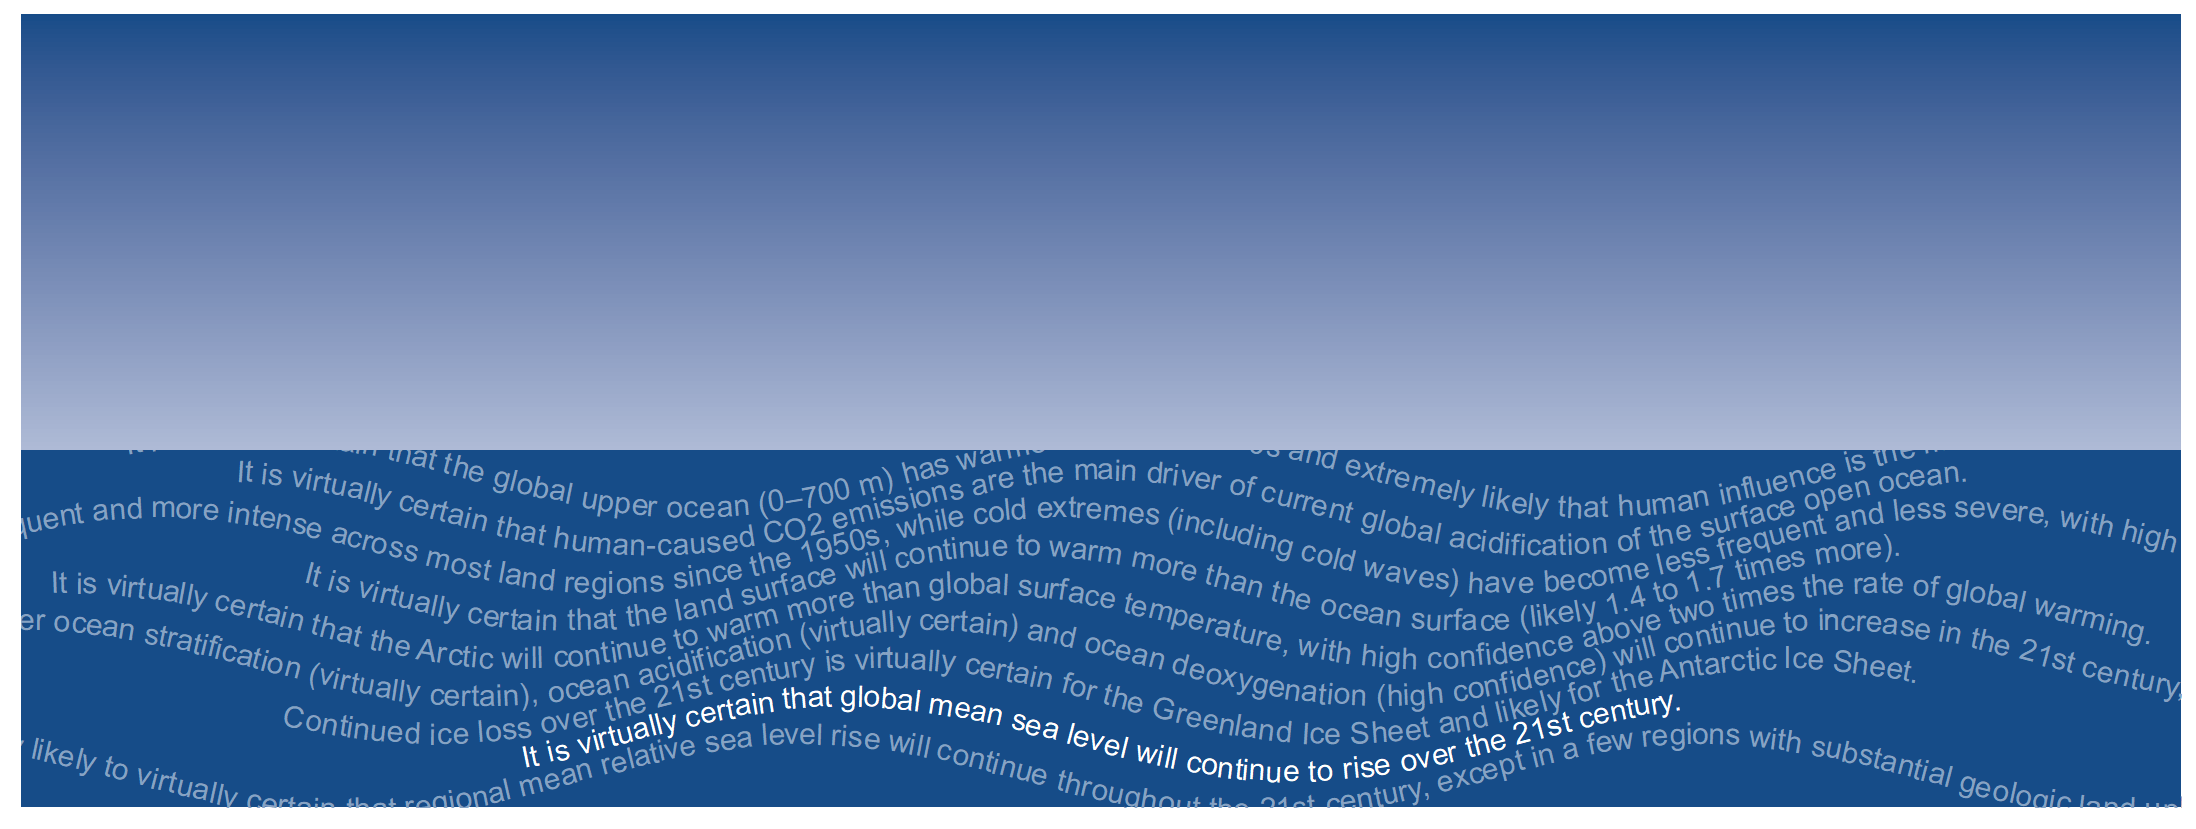 that the global upper ocean (0–700 m) has and extremely likely that human influence is the
It is virtually certain that human-caused CO2 emissions are the main driver of current global acidification of the surface open ocean.
and more intense across most land regions since the 1950s, while cold extremes (including cold waves) have become less frequent and less severe, with high
It is virtually certain that the land surface will continue to warm more than the ocean surface (likely 1.4 to 1.7 times more).
It is virtually certain that the Arctic will continue to warm more than global surface temperature, with high confidence above two times the rate of global warming.
ocean stratification (virtually certain), ocean acidification (virtually certain) and ocean deoxygenation (high confidence) will continue to increase in the 21st century,
Continued ice loss over the 21st century is virtually certain for the Greenland Ice Sheet and likely for the Antarctic Ice Sheet.
It is virtually certain that global mean sea level will continue to rise over the 21st century.
likely to virtually certain that regional mean relative sea level rise will continue throughout the 21st century, except in a few regions with substantial geologic land